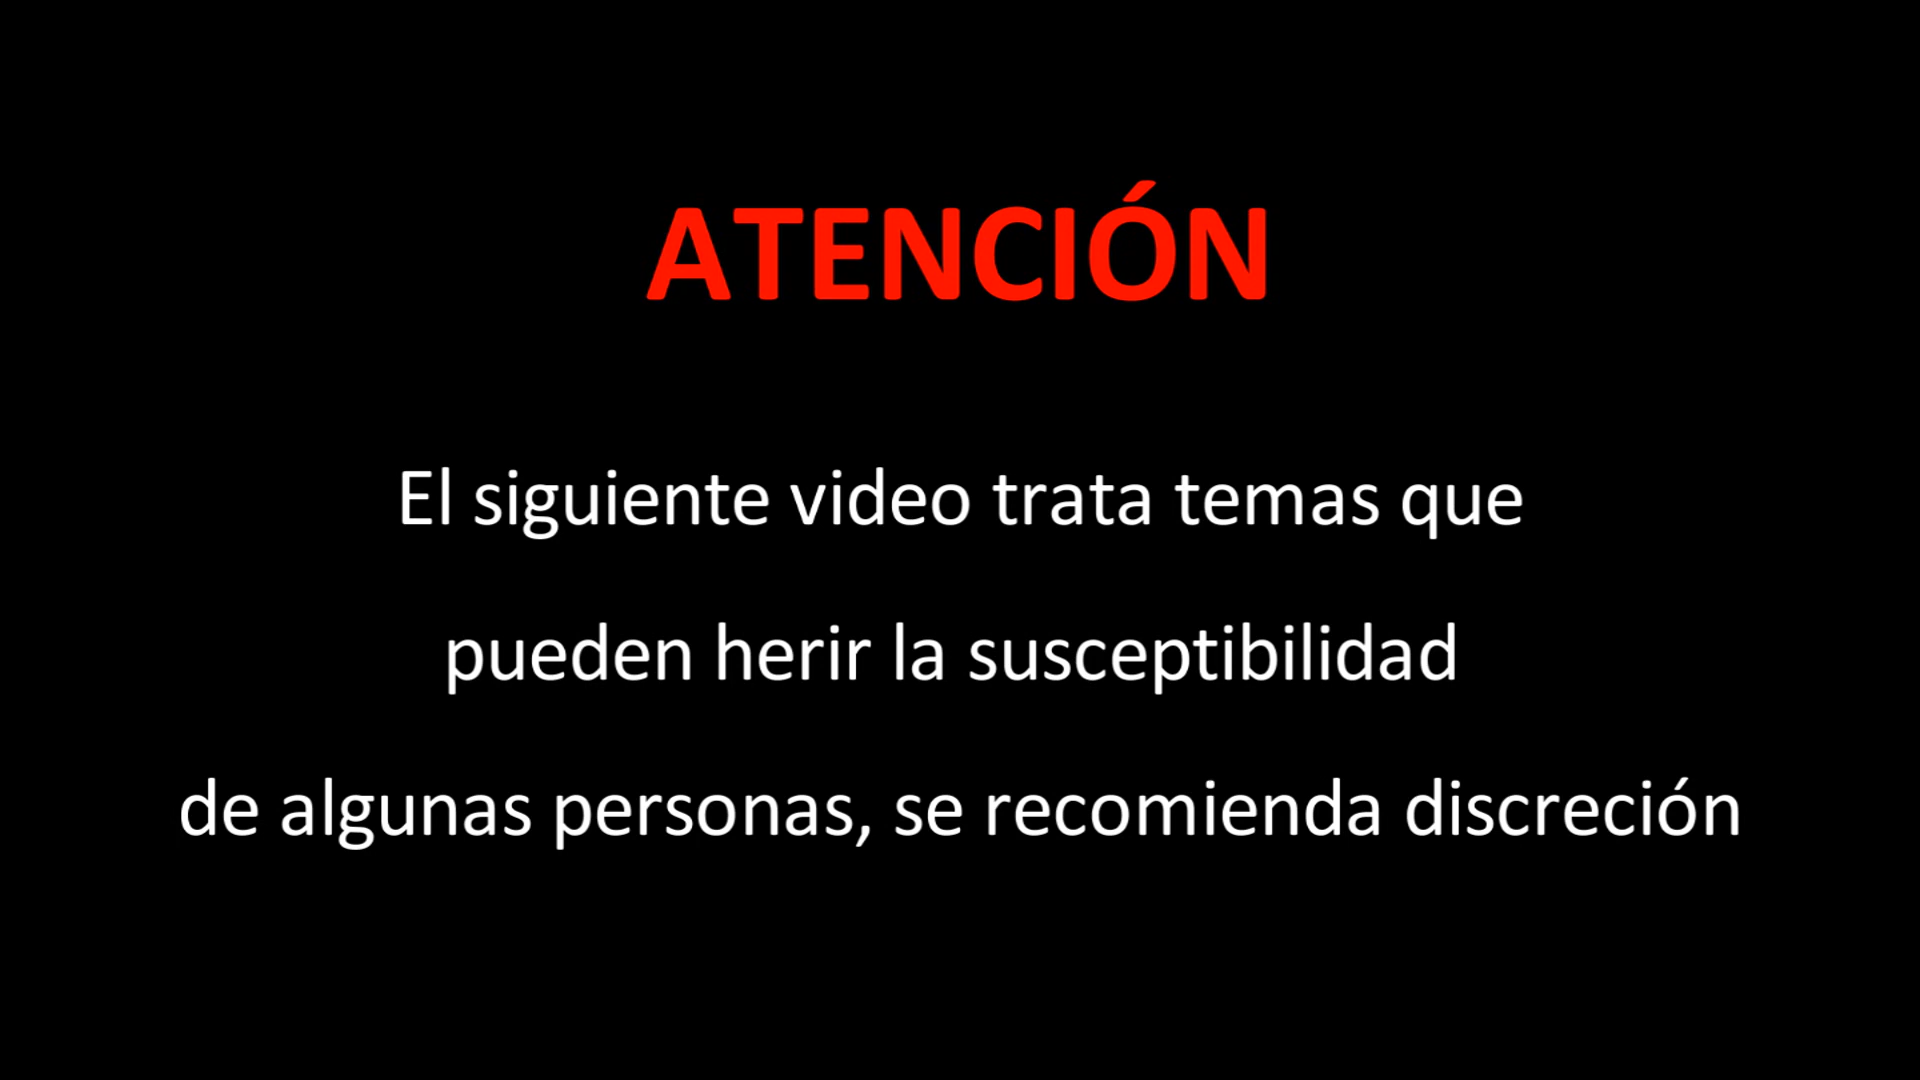 ATENCIÓN
El siguiente video trata temas que
pueden herir la susceptibilidad
de algunas personas, se recomienda discreción